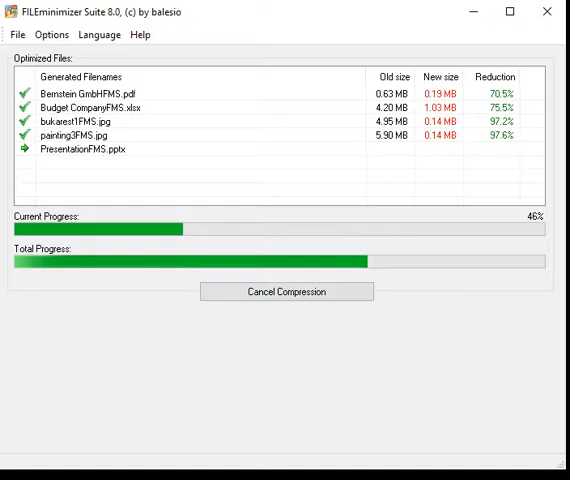 FILEminimizer Suite 8.0, (c) by balesio
File Options Language Help
Optimized Files:
Generated Filenames Old size New size Reduction
Bernstein GmbHFMS.pdf 0.63 MB 0.19 MB 70.5%
Budget CompanyFMS.xlsx 4.20 MB 1.03 MB 75.5%
bukarest1FMS.jpg 4.95 MB 0.14 MB 97.2%
painting3FMS.jpg 5.90 MB 0.14 MB 97.6%
PresentationFMS.pptx
Current Progress: 46%
Total Progress:
Cancel Compression